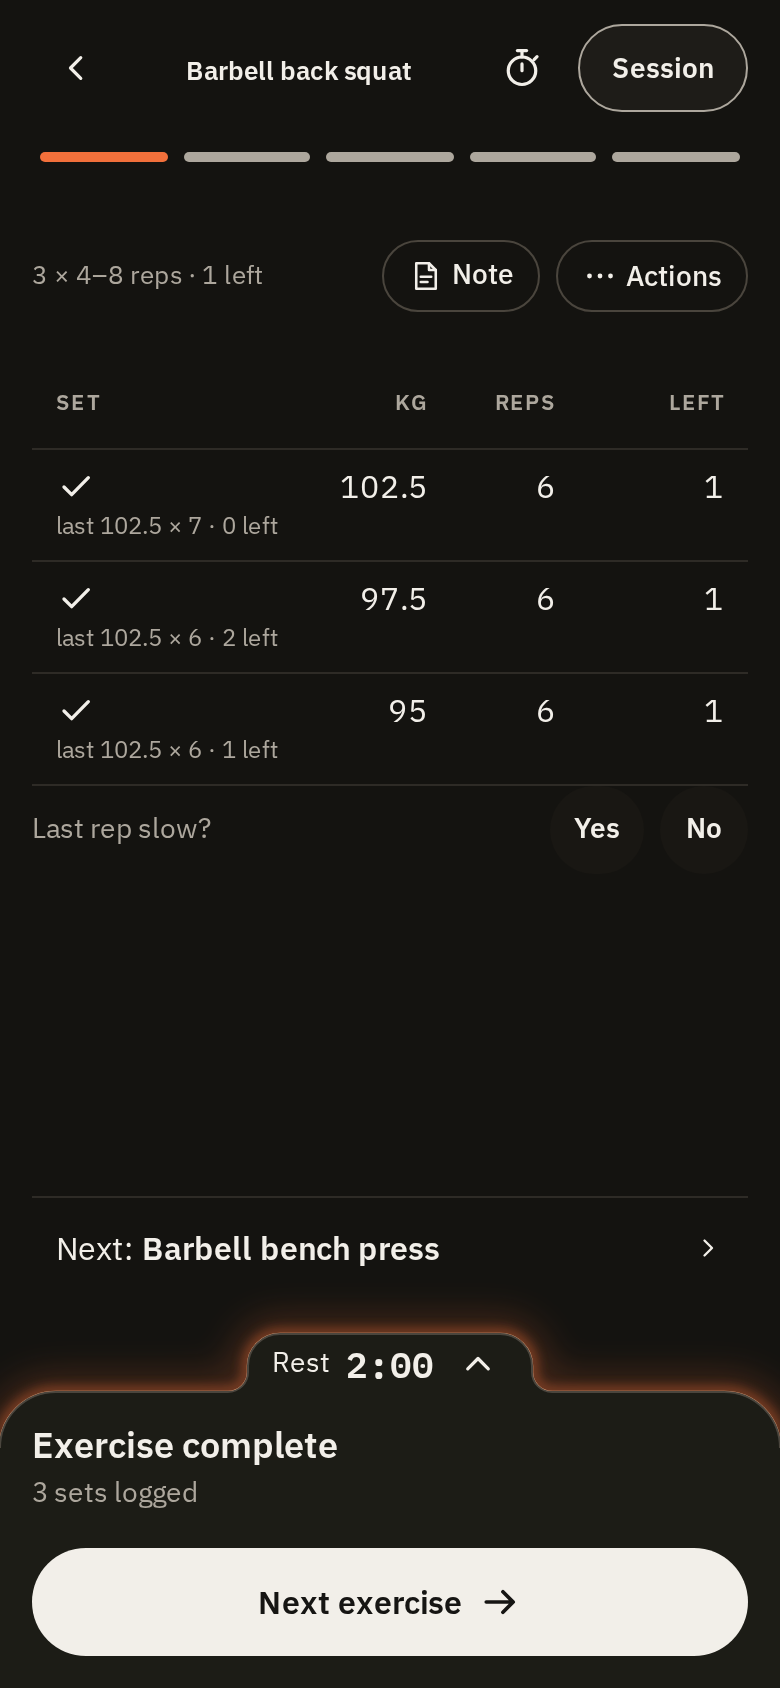 Barbell back squat
Session
3 × 4–8 reps · 1 left
Note
Actions
SET KG REPS LEFT
102.5 6 1
last 102.5 × 7 · 0 left
97.5 6 1
last 102.5 × 6 · 2 left
95 6 1
last 102.5 × 6 · 1 left
Last rep slow? Yes No
Next: Barbell bench press
Rest 2:00
Exercise complete
3 sets logged
Next exercise